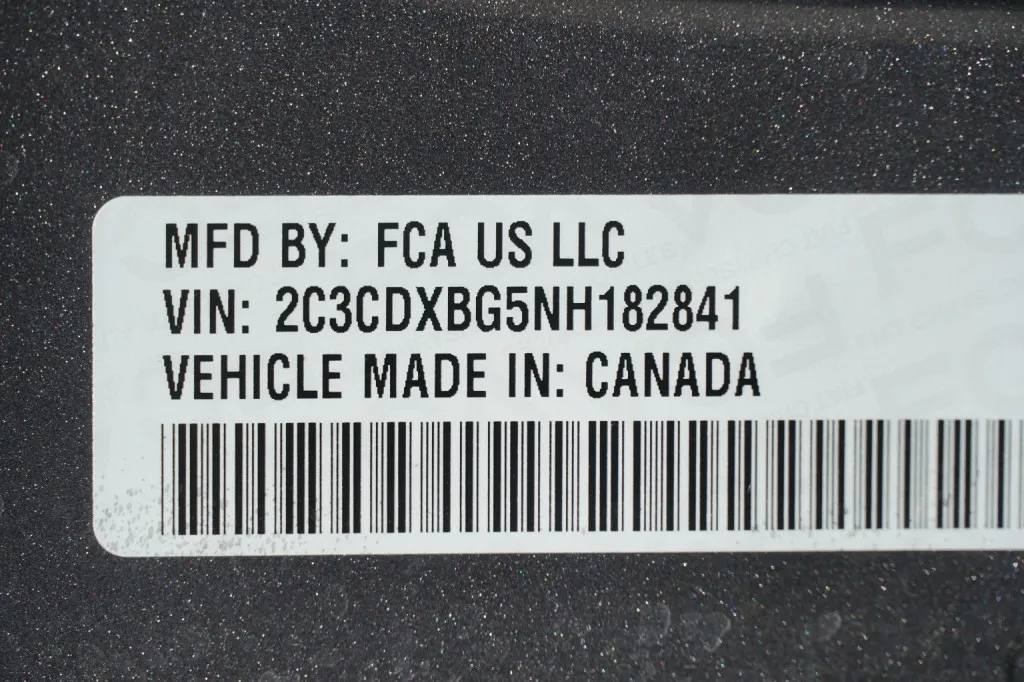 MFD BY: FCA US LLC
VIN: 2C3CDXBG5NH182841
VEHICLE MADE IN: CANADA